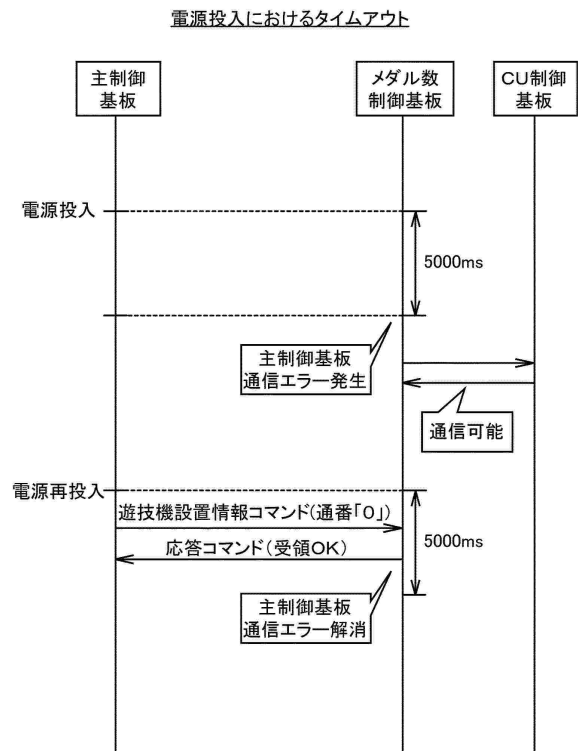 電源投入におけるタイムアウト
主制御
基板
メダル数
制御基板
CU制御
基板
電源投入
5000ms
主制御基板
通信エラー発生
通信可能
電源再投入
遊技機設置情報コマンド(通番「0」)
応答コマンド(受領OK)
5000ms
主制御基板
通信エラー解消